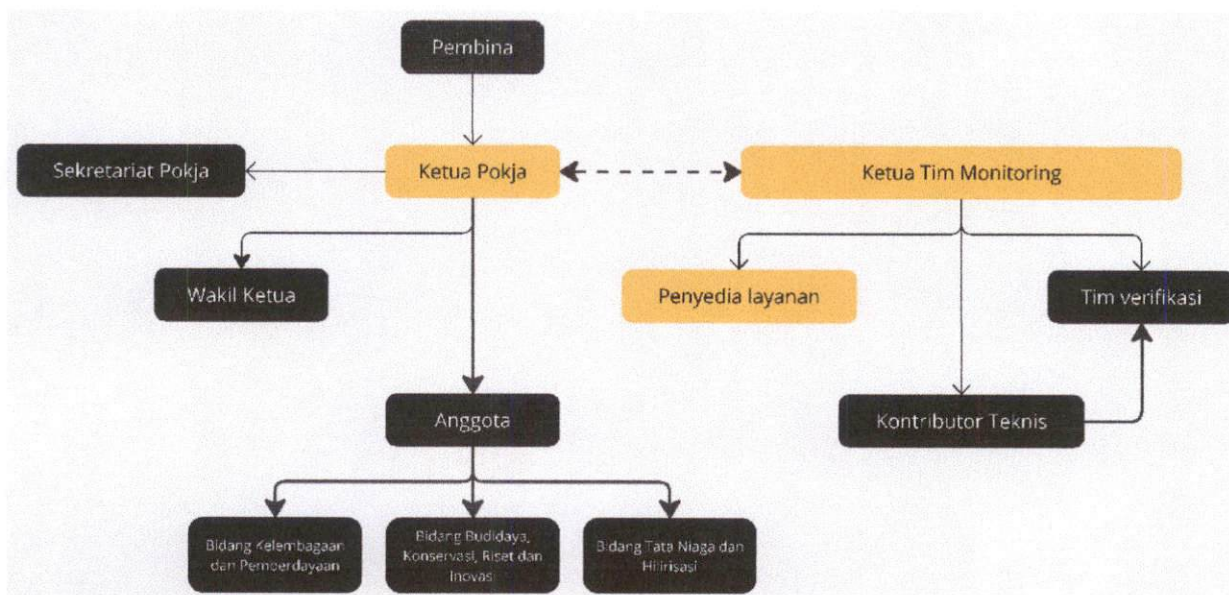 Pembina
Sekretariat Pokja
Ketua Pokja
Ketua Tim Monitoring
Wakil Ketua
Penyedia layanan
Tim verifikasi
Anggota
Kontributor Teknis
Bidang Kelembagaan
dan Pemberdayaan
Bidang Budidaya,
Konservasi, Riset dan
Inovasi
Bidang Tata Niaga dan
Hilirisasi